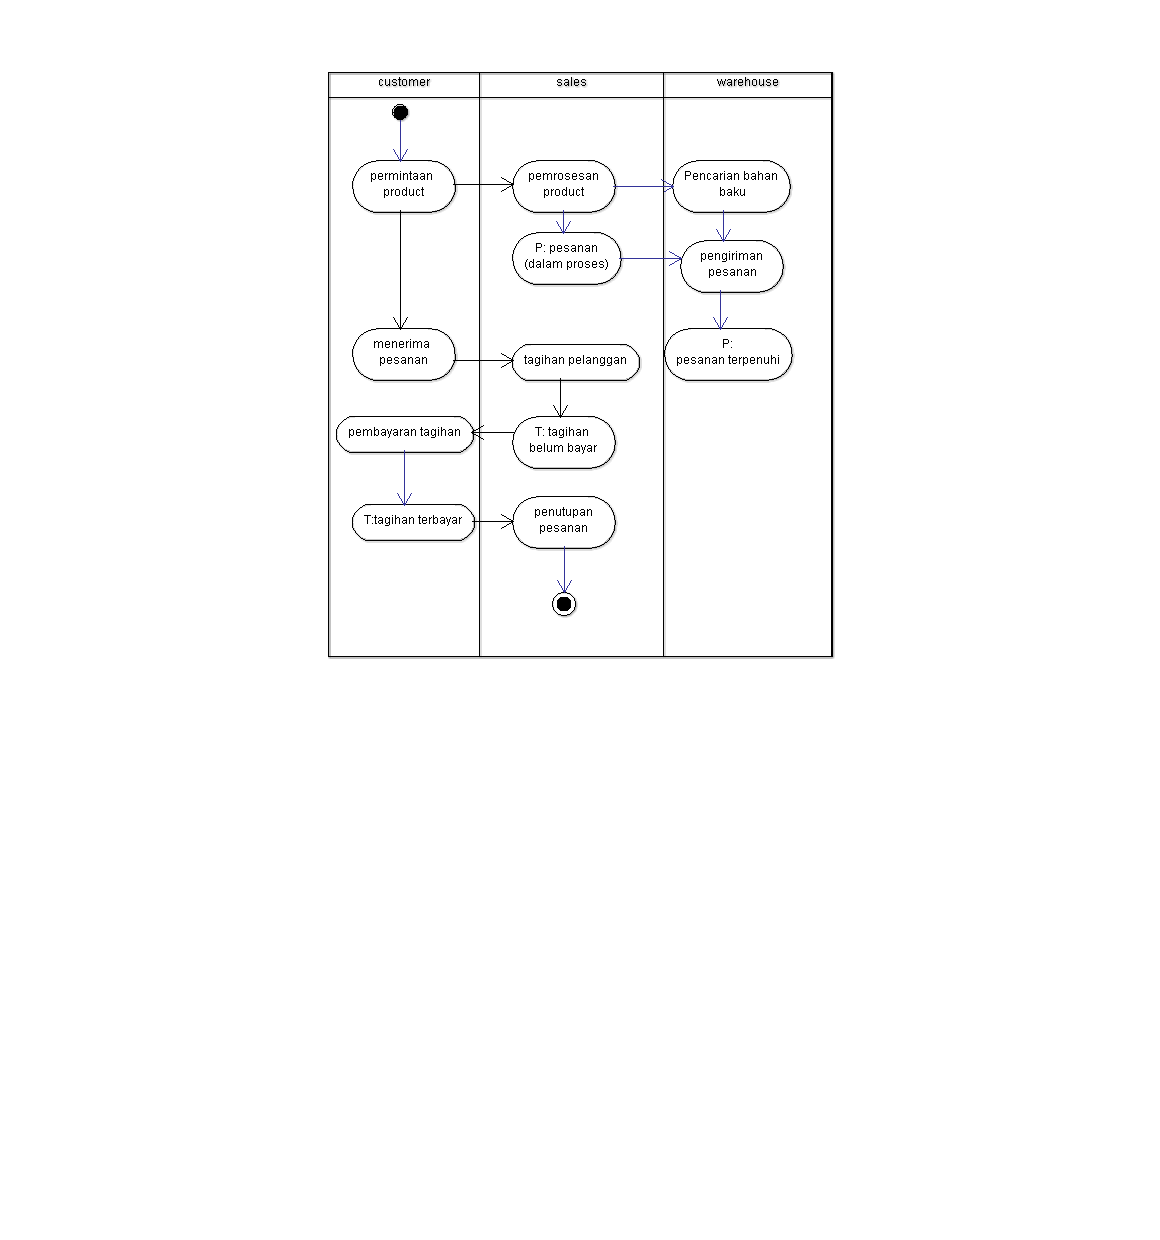 customer
sales
warehouse
permintaan
product
pemrosesan
product
Pencarian bahan
baku
P: pesanan
(dalam proses)
pengiriman
pesanan
menerima
pesanan
tagihan pelanggan
P:
pesanan terpenuhi
pembayaran tagihan
T: tagihan
belum bayar
T:tagihan terbayar
penutupan
pesanan